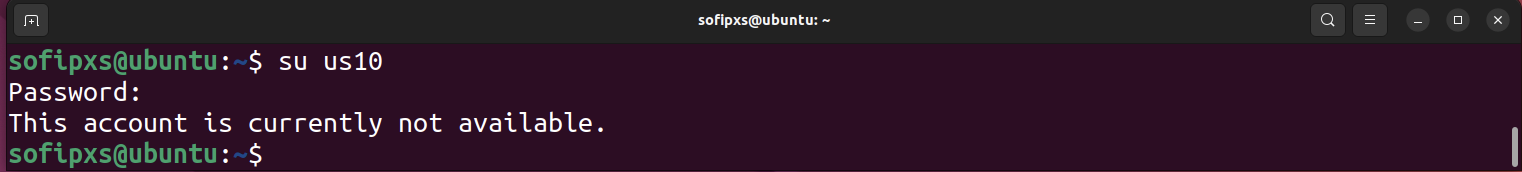 sofipxs@ubuntu: ~
sofipxs@ubuntu:~$ su us10
Password:
This account is currently not available.
sofipxs@ubuntu:~$